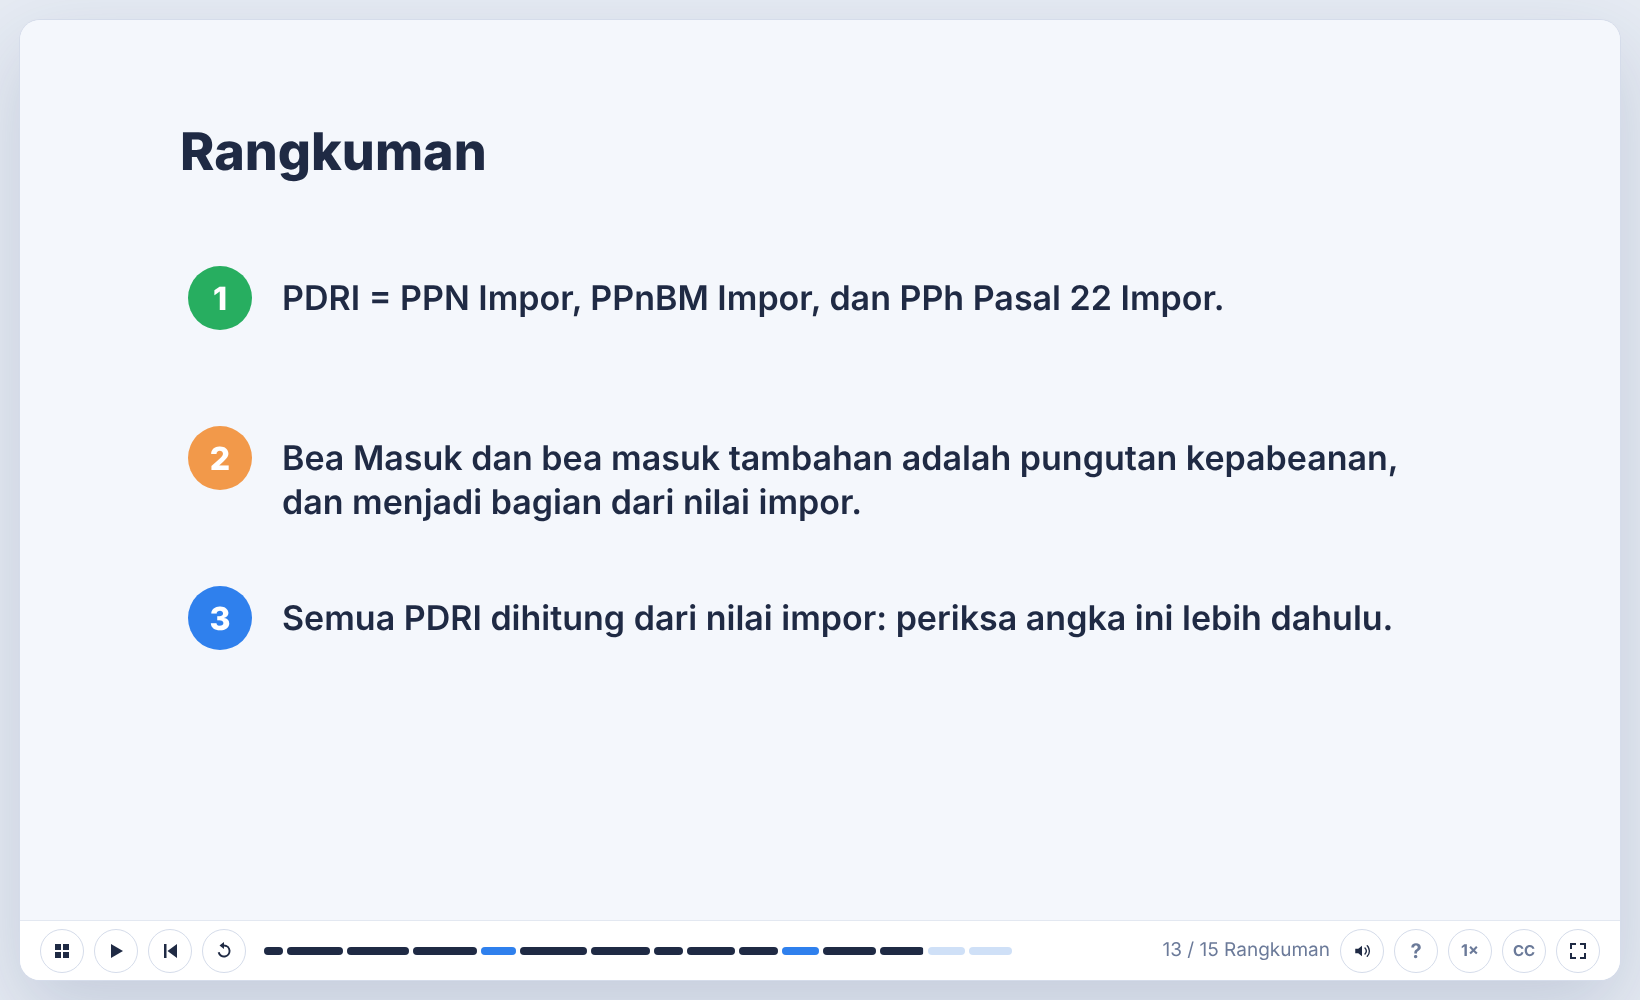 Rangkuman
1
PDRI = PPN Impor, PPnBM Impor, dan PPh Pasal 22 Impor.
2
Bea Masuk dan bea masuk tambahan adalah pungutan kepabeanan,
dan menjadi bagian dari nilai impor.
3
Semua PDRI dihitung dari nilai impor: periksa angka ini lebih dahulu.
13 / 15 Rangkuman
?
1×
CC